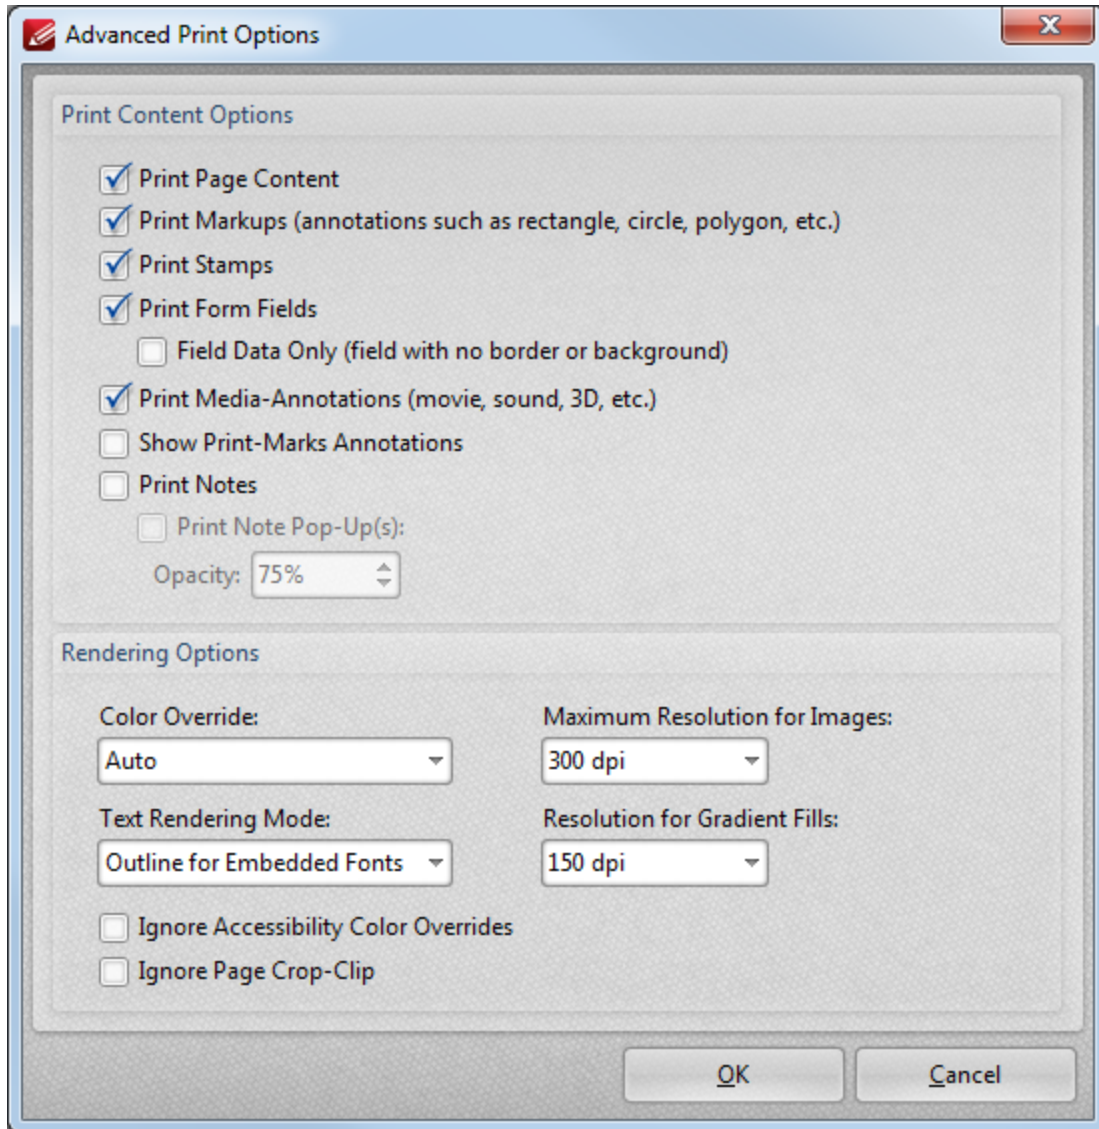 Advanced Print Options
Print Content Options
Print Page Content
Print Markups (annotations such as rectangle, circle, polygon, etc.)
Print Stamps
Print Form Fields
Field Data Only (field with no border or background)
Print Media-Annotations (movie, sound, 3D, etc.)
Show Print-Marks Annotations
Print Notes
Print Note Pop-Up(s):
Opacity: 75%
Rendering Options
Color Override: Maximum Resolution for Images:
Auto 300 dpi
Text Rendering Mode: Resolution for Gradient Fills:
Outline for Embedded Fonts 150 dpi
Ignore Accessibility Color Overrides
Ignore Page Crop-Clip
OK Cancel